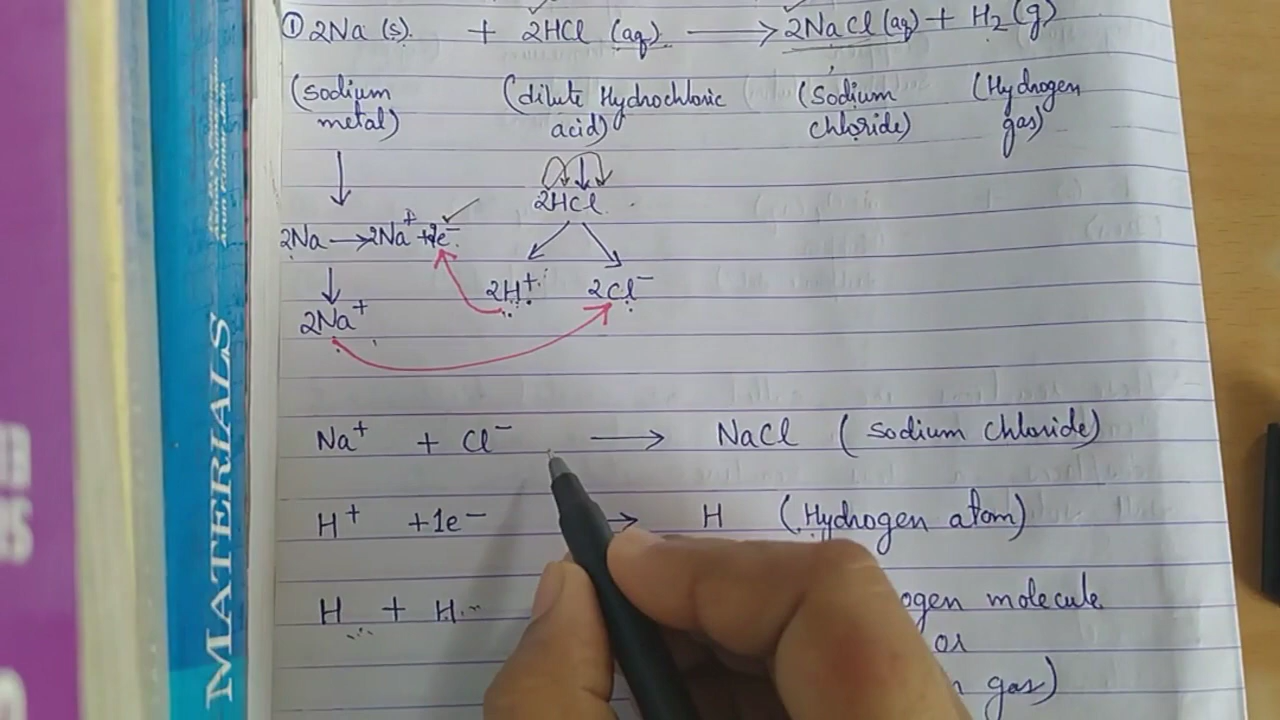 ① 2Na (s) + 2HCl (aq) ⟶ 2NaCl (aq) + H₂ (g)
(sodium metal) (dilute Hydrochloric acid) (Sodium chloride) (Hydrogen gas)
2HCl
2Na ⟶ 2Na⁺ + e⁻
2H⁺ 2Cl⁻
2Na⁺
Na⁺ + Cl⁻ ⟶ NaCl (sodium chloride)
H⁺ + 1e⁻ → H (Hydrogen atom)
H + H ogen molecule
or
gas)
MATERIALS